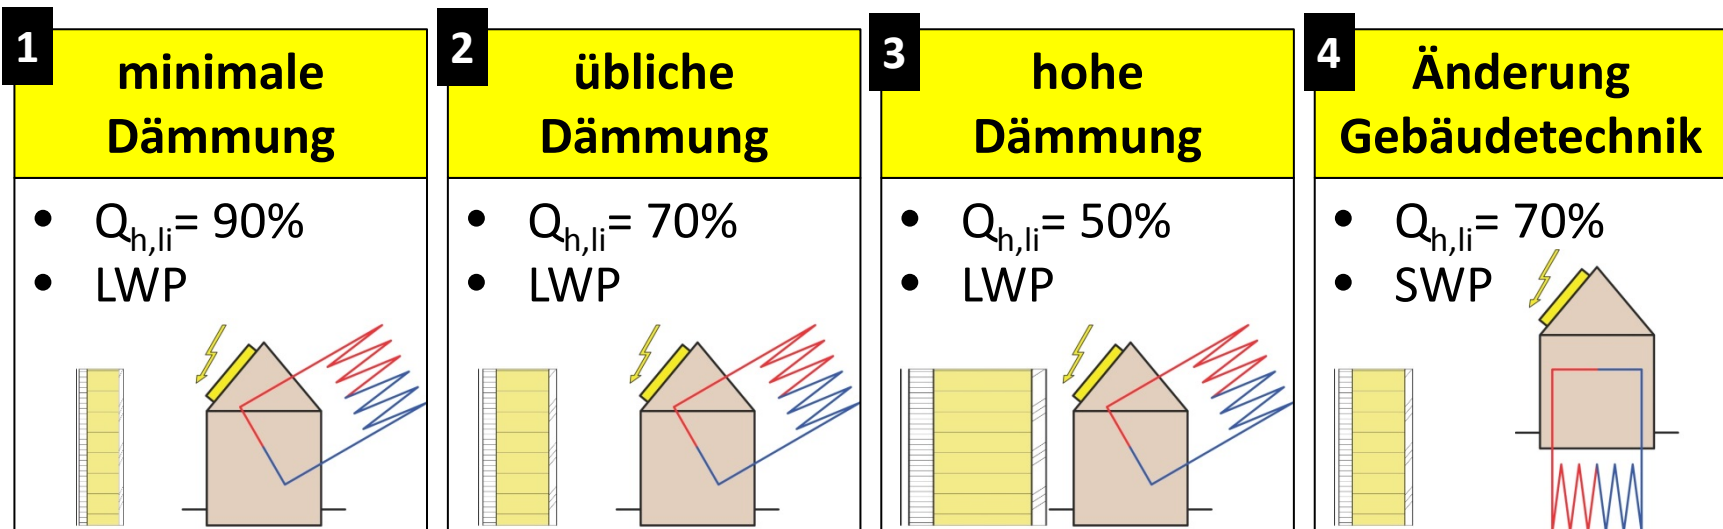 1
minimale
Dämmung
• Qh,li= 90%
• LWP
2
übliche
Dämmung
• Qh,li= 70%
• LWP
3
hohe
Dämmung
• Qh,li= 50%
• LWP
4
Änderung
Gebäudetechnik
• Qh,li= 70%
• SWP